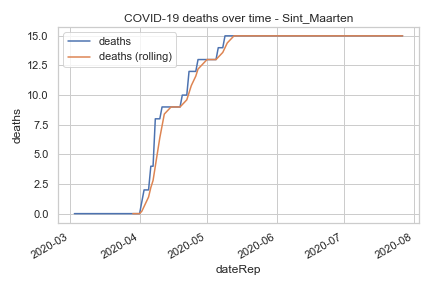 COVID-19 deaths over time - Sint_Maarten
deaths
deaths (rolling)
15.0
12.5
10.0
7.5
5.0
2.5
0.0
deaths
2020-03
2020-04
2020-05
2020-06
2020-07
2020-08
dateRep